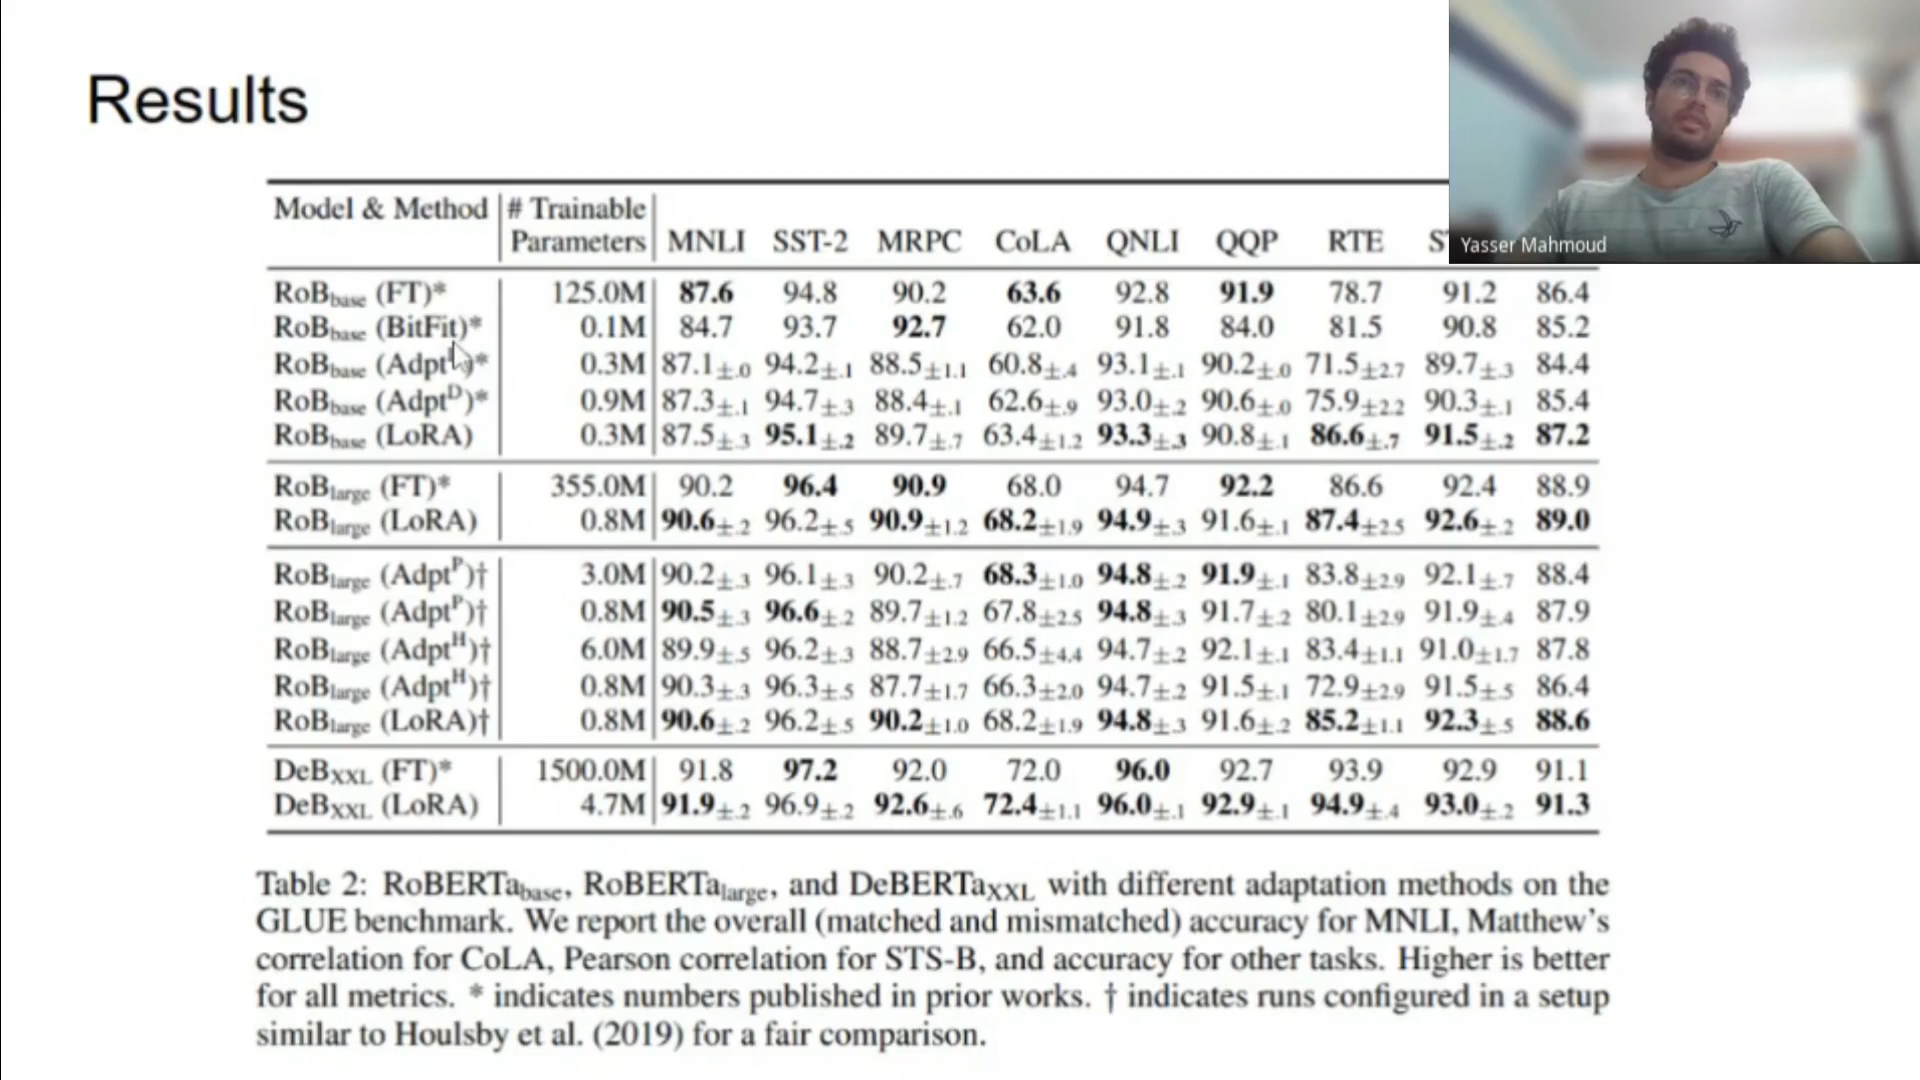 Results
Yasser Mahmoud
Model & Method # Trainable
Parameters MNLI SST-2 MRPC CoLA QNLI QQP RTE
RoBbase (FT)* 125.0M 87.6 94.8 90.2 63.6 92.8 91.9 78.7 91.2 86.4
RoBbase (BitFit)* 0.1M 84.7 93.7 92.7 62.0 91.8 84.0 81.5 90.8 85.2
RoBbase (Adpt)* 0.3M 87.1±.0 94.2±.1 88.5±1.1 60.8±.4 93.1±.1 90.2±.0 71.5±2.7 89.7±.3 84.4
RoBbase (AdptD)* 0.9M 87.3±.1 94.7±.3 88.4±.1 62.6±.9 93.0±.2 90.6±.0 75.9±2.2 90.3±.1 85.4
RoBbase (LoRA) 0.3M 87.5±.3 95.1±.2 89.7±.7 63.4±1.2 93.3±.3 90.8±.1 86.6±.7 91.5±.2 87.2
RoBlarge (FT)* 355.0M 90.2 96.4 90.9 68.0 94.7 92.2 86.6 92.4 88.9
RoBlarge (LoRA) 0.8M 90.6±.2 96.2±.5 90.9±1.2 68.2±1.9 94.9±.3 91.6±.1 87.4±2.5 92.6±.2 89.0
RoBlarge (AdptP)† 3.0M 90.2±.3 96.1±.3 90.2±.7 68.3±1.0 94.8±.2 91.9±.1 83.8±2.9 92.1±.7 88.4
RoBlarge (AdptP)† 0.8M 90.5±.3 96.6±.2 89.7±1.2 67.8±2.5 94.8±.3 91.7±.2 80.1±2.9 91.9±.4 87.9
RoBlarge (AdptH)† 6.0M 89.9±.5 96.2±.3 88.7±2.9 66.5±4.4 94.7±.2 92.1±.1 83.4±1.1 91.0±1.7 87.8
RoBlarge (AdptH)† 0.8M 90.3±.3 96.3±.5 87.7±1.7 66.3±2.0 94.7±.2 91.5±.1 72.9±2.9 91.5±.5 86.4
RoBlarge (LoRA)† 0.8M 90.6±.2 96.2±.5 90.2±1.0 68.2±1.9 94.8±.3 91.6±.2 85.2±1.1 92.3±.5 88.6
DeBXXL (FT)* 1500.0M 91.8 97.2 92.0 72.0 96.0 92.7 93.9 92.9 91.1
DeBXXL (LoRA) 4.7M 91.9±.2 96.9±.2 92.6±.6 72.4±1.1 96.0±.1 92.9±.1 94.9±.4 93.0±.2 91.3
Table 2: RoBERTabase, RoBERTalarge, and DeBERTaXXL with different adaptation methods on the
GLUE benchmark. We report the overall (matched and mismatched) accuracy for MNLI, Matthew's
correlation for CoLA, Pearson correlation for STS-B, and accuracy for other tasks. Higher is better
for all metrics. * indicates numbers published in prior works. † indicates runs configured in a setup
similar to Houlsby et al. (2019) for a fair comparison.